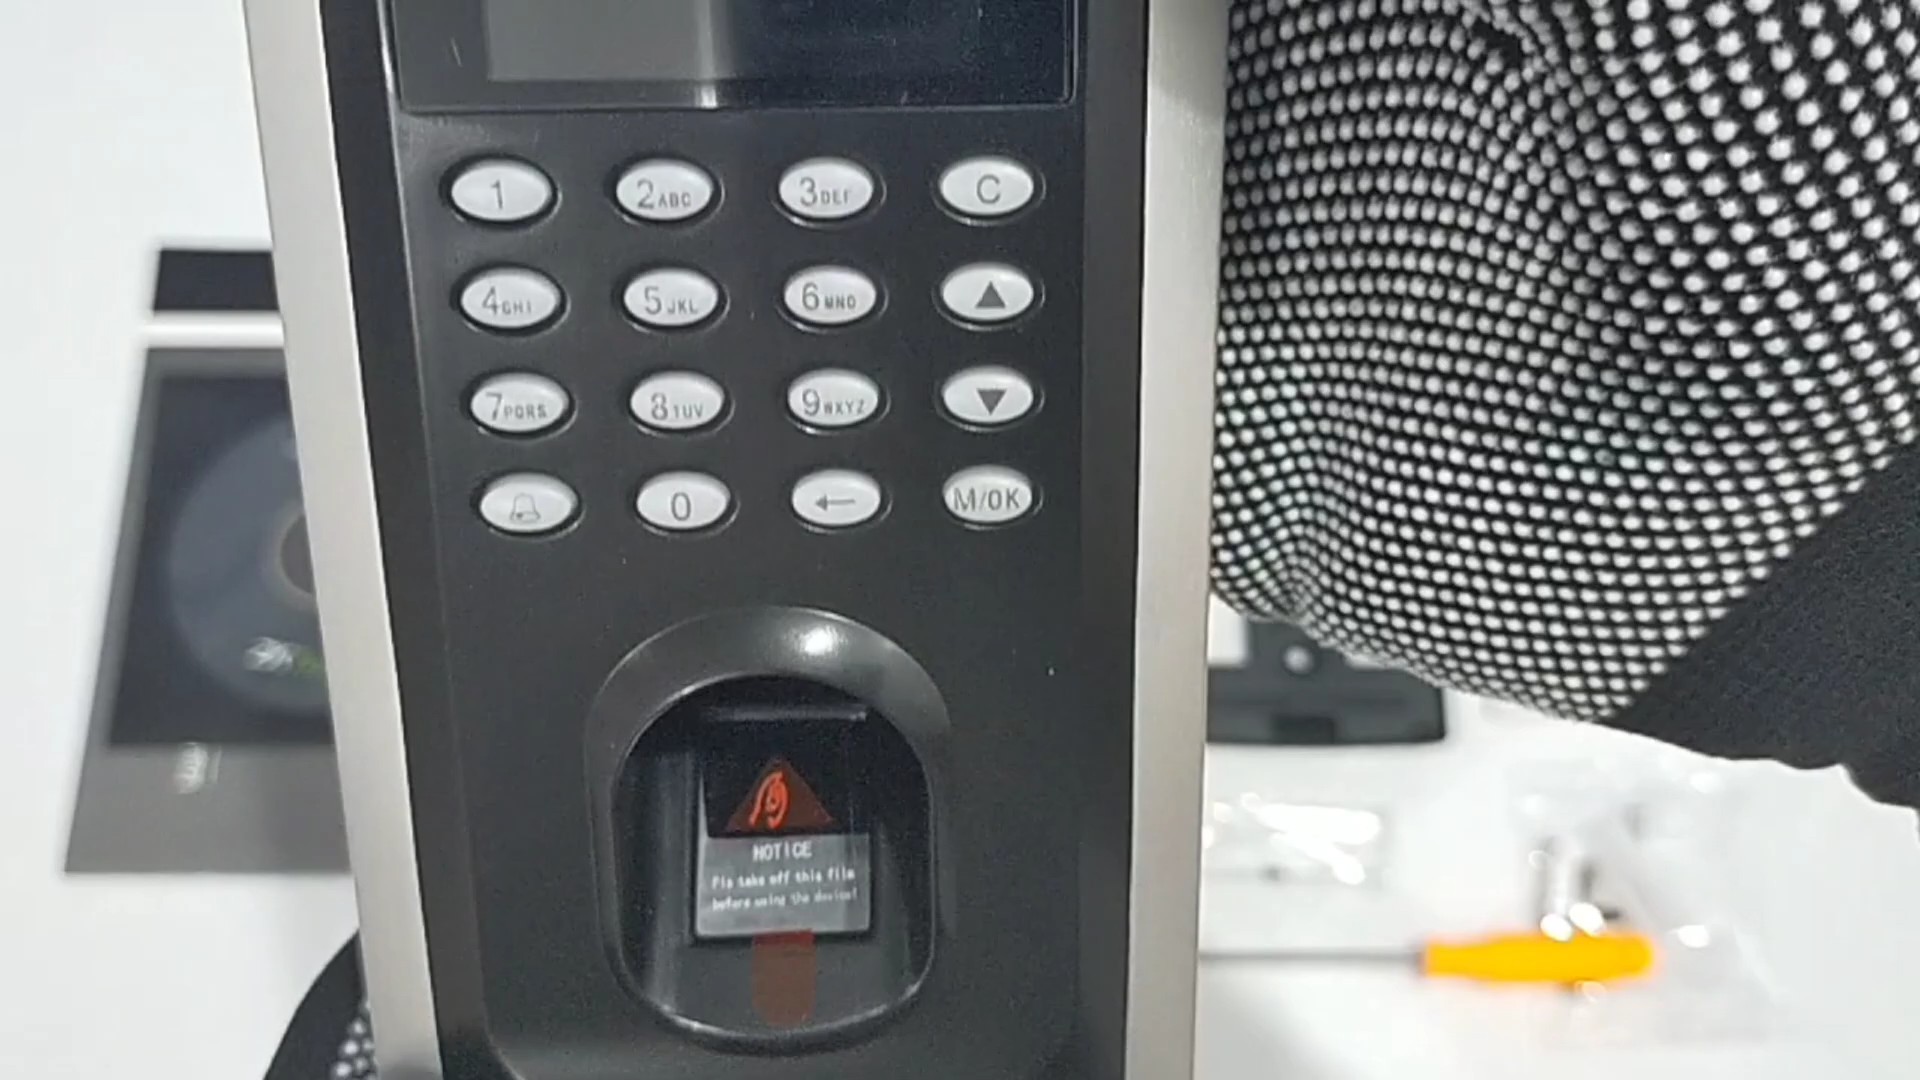 1 2ABC 3DEF C
4GHI 5JKL 6MNO ▲
7PQRS 8TUV 9WXYZ ▼
0 ← M/OK
NOTICE
Pls take off this film
before using the device!